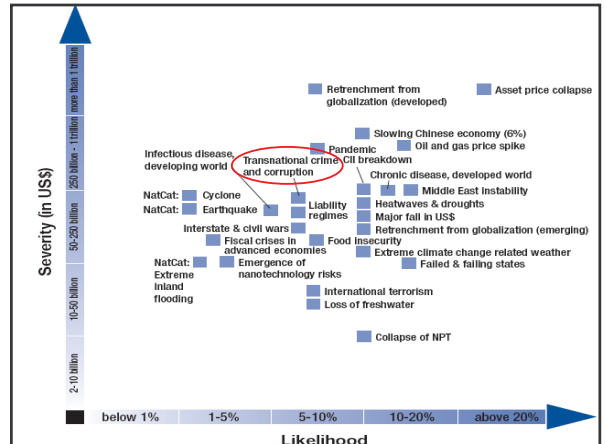 Retrenchment from
globalization (developed)
Asset price collapse
Slowing Chinese economy (6%)
Oil and gas price spike
Pandemic
Infectious disease,
developing world
Transnational crime
and corruption
CII breakdown
Chronic disease, developed world
Middle East instability
NatCat: Cyclone
NatCat: Earthquake
Liability
regimes
Heatwaves & droughts
Major fall in US$
Retrenchment from globalization (emerging)
Interstate & civil wars
Fiscal crises in
advanced economies
Food insecurity
Extreme climate change related weather
Failed & failing states
NatCat:
Extreme
inland
flooding
Emergence of
nanotechnology risks
International terrorism
Loss of freshwater
Collapse of NPT
Severity (in US$)
more than 1 trillion
250 billion - 1 trillion
50-250 billion
10-50 billion
2-10 billion
below 1%
1-5%
5-10%
10-20%
above 20%
Likelihood